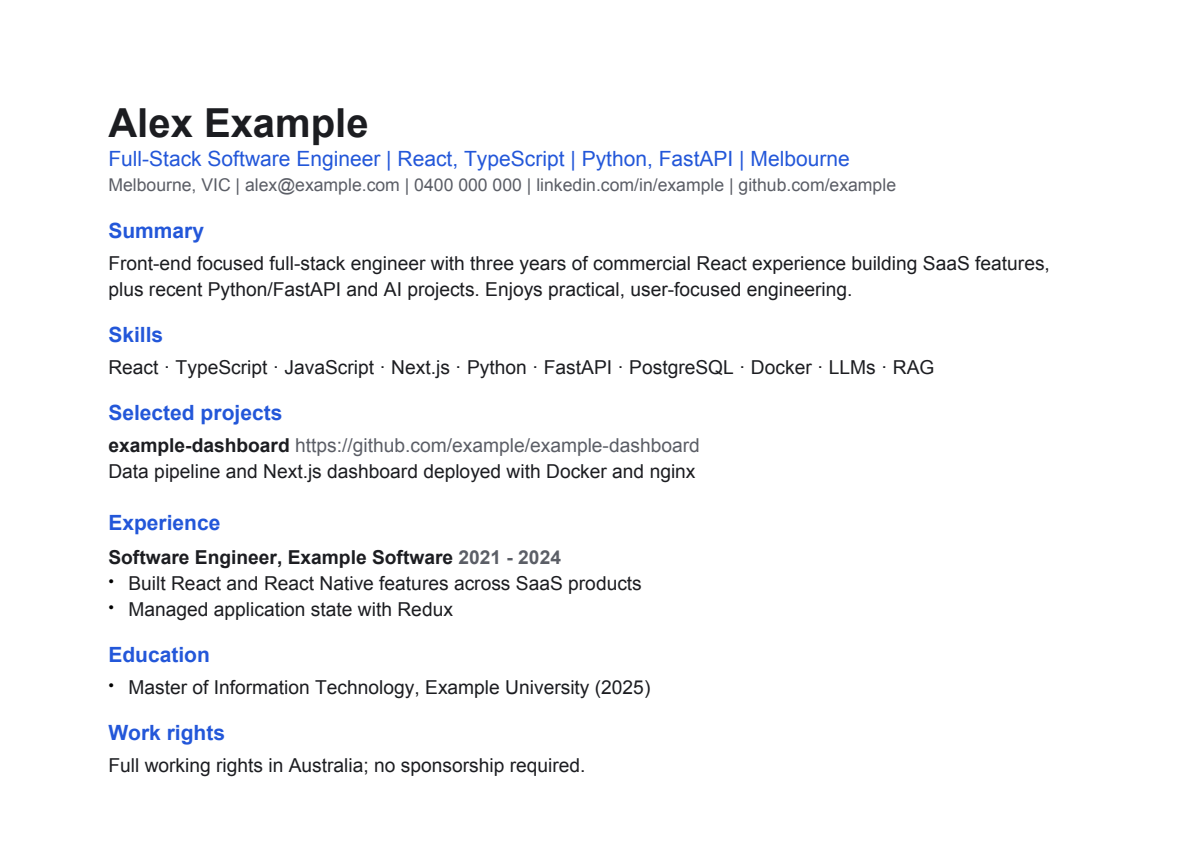 Alex Example
Full-Stack Software Engineer | React, TypeScript | Python, FastAPI | Melbourne
Melbourne, VIC | alex@example.com | 0400 000 000 | linkedin.com/in/example | github.com/example
Summary
Front-end focused full-stack engineer with three years of commercial React experience building SaaS features,
plus recent Python/FastAPI and AI projects. Enjoys practical, user-focused engineering.
Skills
React · TypeScript · JavaScript · Next.js · Python · FastAPI · PostgreSQL · Docker · LLMs · RAG
Selected projects
example-dashboard https://github.com/example/example-dashboard
Data pipeline and Next.js dashboard deployed with Docker and nginx
Experience
Software Engineer, Example Software 2021 - 2024
• Built React and React Native features across SaaS products
• Managed application state with Redux
Education
• Master of Information Technology, Example University (2025)
Work rights
Full working rights in Australia; no sponsorship required.